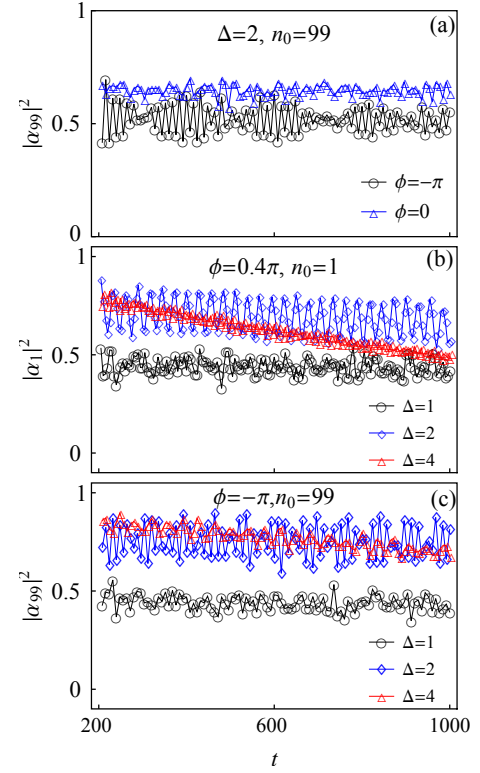 (a)
Δ=2, n₀=99
1
0.5
0
|α₉₉|²
ϕ=−π
ϕ=0
(b)
ϕ=0.4π, n₀=1
1
0.5
0
|α₁|²
Δ=1
Δ=2
Δ=4
(c)
ϕ=−π,n₀=99
1
0.5
0
|α₉₉|²
Δ=1
Δ=2
Δ=4
200 600 1000
t